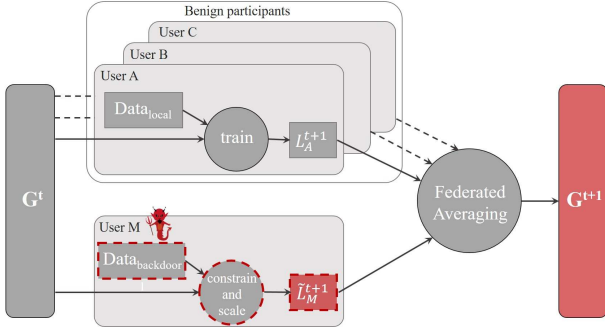 Benign participants
User C
User B
User A
Data_local
train
L_A^{t+1}
G^t
Federated
Averaging
G^{t+1}
User M
Data_backdoor
constrain
and
scale
L̃_M^{t+1}